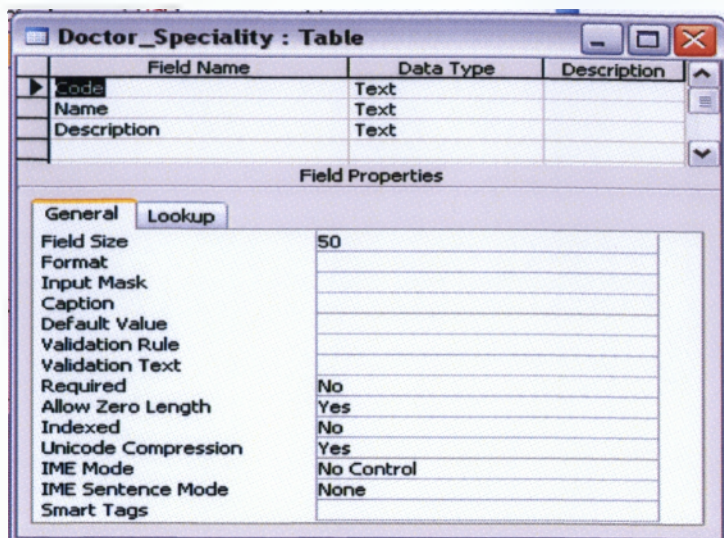 Doctor_Speciality : Table
Field Name Data Type Description
Code Text
Name Text
Description Text
Field Properties
General Lookup
Field Size 50
Format
Input Mask
Caption
Default Value
Validation Rule
Validation Text
Required No
Allow Zero Length Yes
Indexed No
Unicode Compression Yes
IME Mode No Control
IME Sentence Mode None
Smart Tags